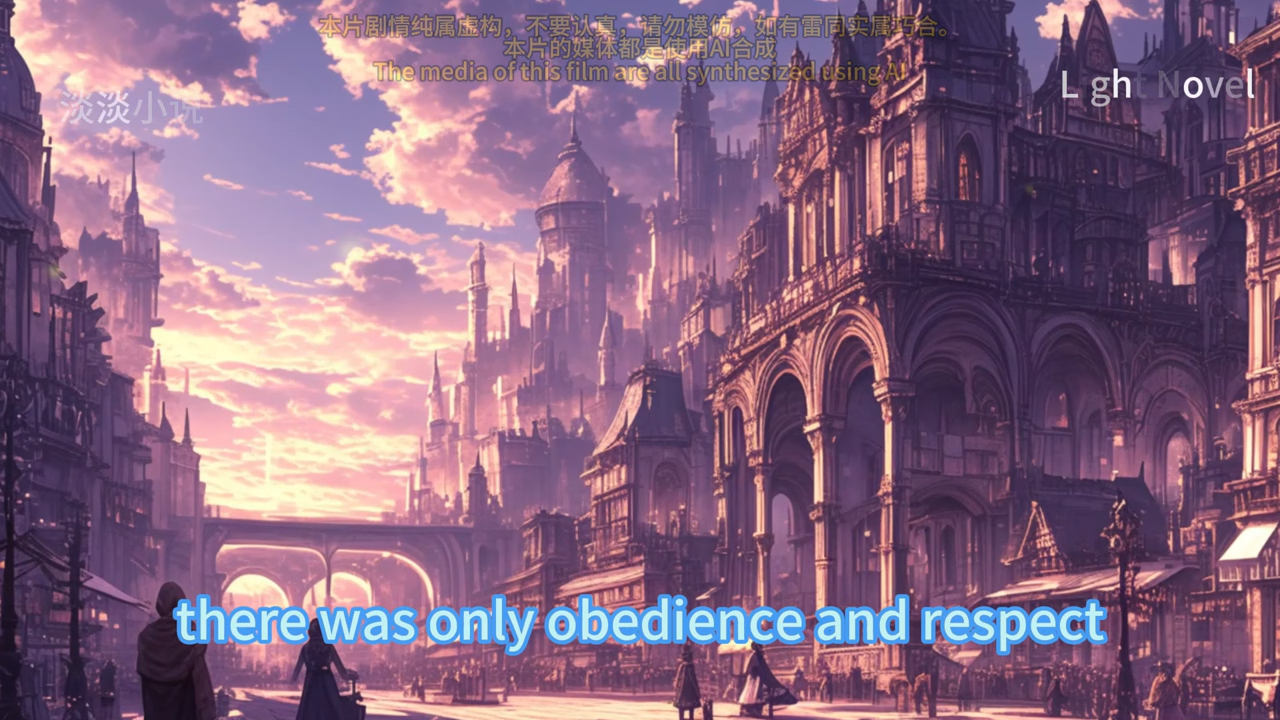 本片剧情纯属虚构，不要认真，请勿模仿，如有雷同实属巧合。
本片的媒体都是使用AI合成
The media of this film are all synthesized using AI
Light Novel
淡淡小说
there was only obedience and respect